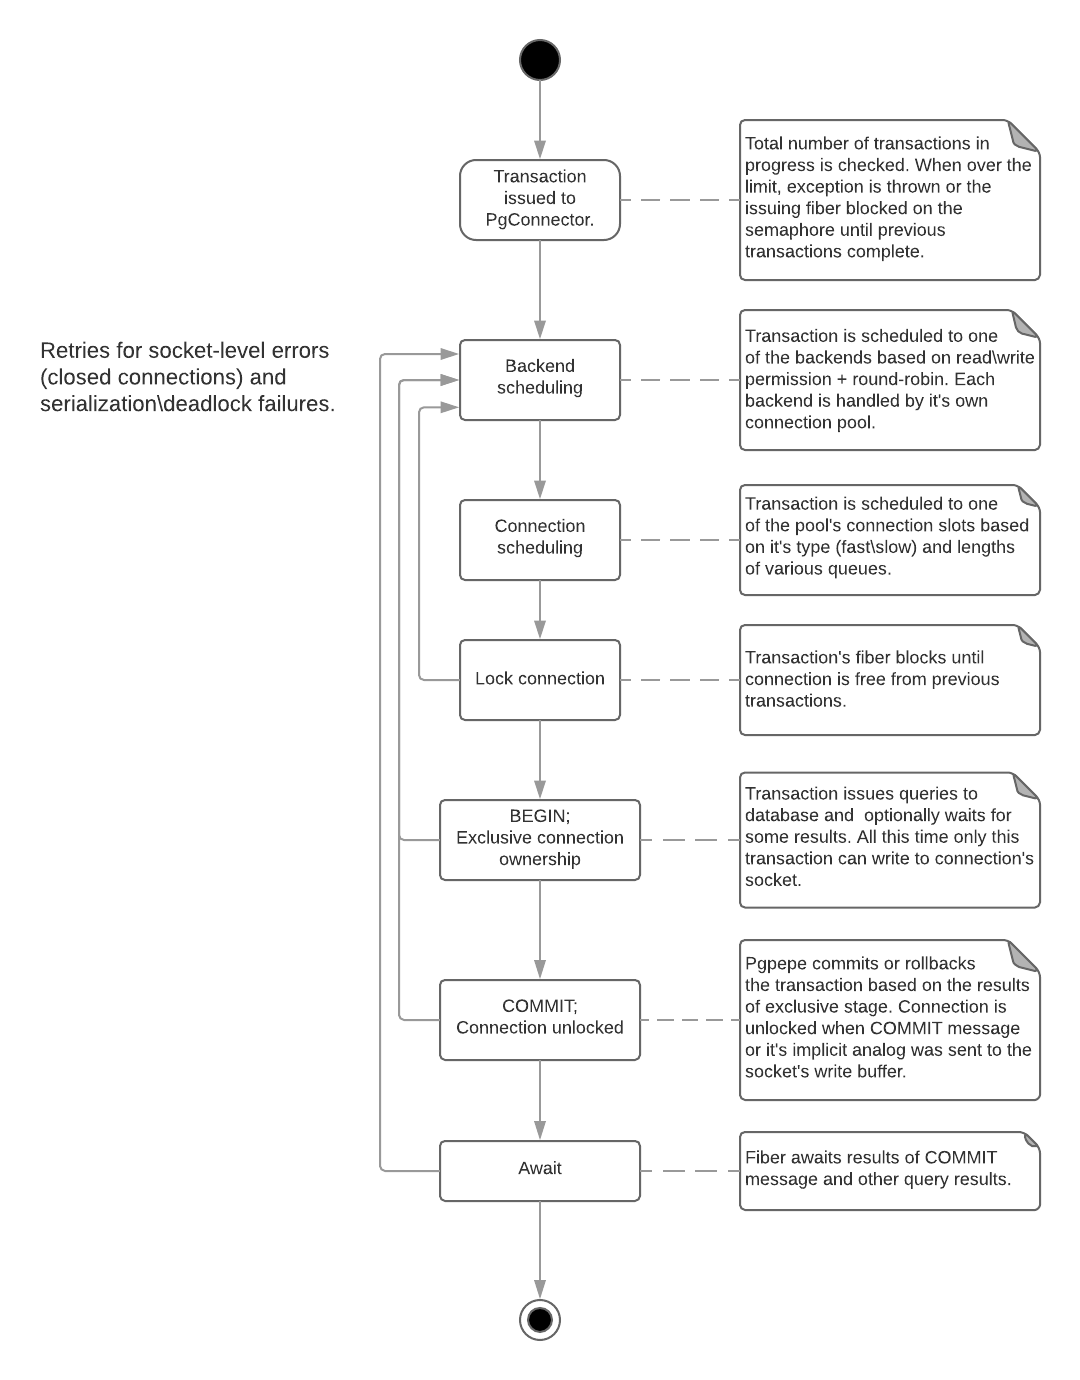 Transaction
issued to
PgConnector.
Total number of transactions in
progress is checked. When over the
limit, exception is thrown or the
issuing fiber blocked on the
semaphore until previous
transactions complete.
Retries for socket-level errors
(closed connections) and
serialization\deadlock failures.
Backend
scheduling
Transaction is scheduled to one
of the backends based on read\write
permission + round-robin. Each
backend is handled by it's own
connection pool.
Connection
scheduling
Transaction is scheduled to one
of the pool's connection slots based
on it's type (fast\slow) and lengths
of various queues.
Lock connection
Transaction's fiber blocks until
connection is free from previous
transactions.
BEGIN;
Exclusive connection
ownership
Transaction issues queries to
database and  optionally waits for
some results. All this time only this
transaction can write to connection's
socket.
COMMIT;
Connection unlocked
Pgpepe commits or rollbacks
the transaction based on the results
of exclusive stage. Connection is
unlocked when COMMIT message
or it's implicit analog was sent to the
socket's write buffer.
Await
Fiber awaits results of COMMIT
message and other query results.